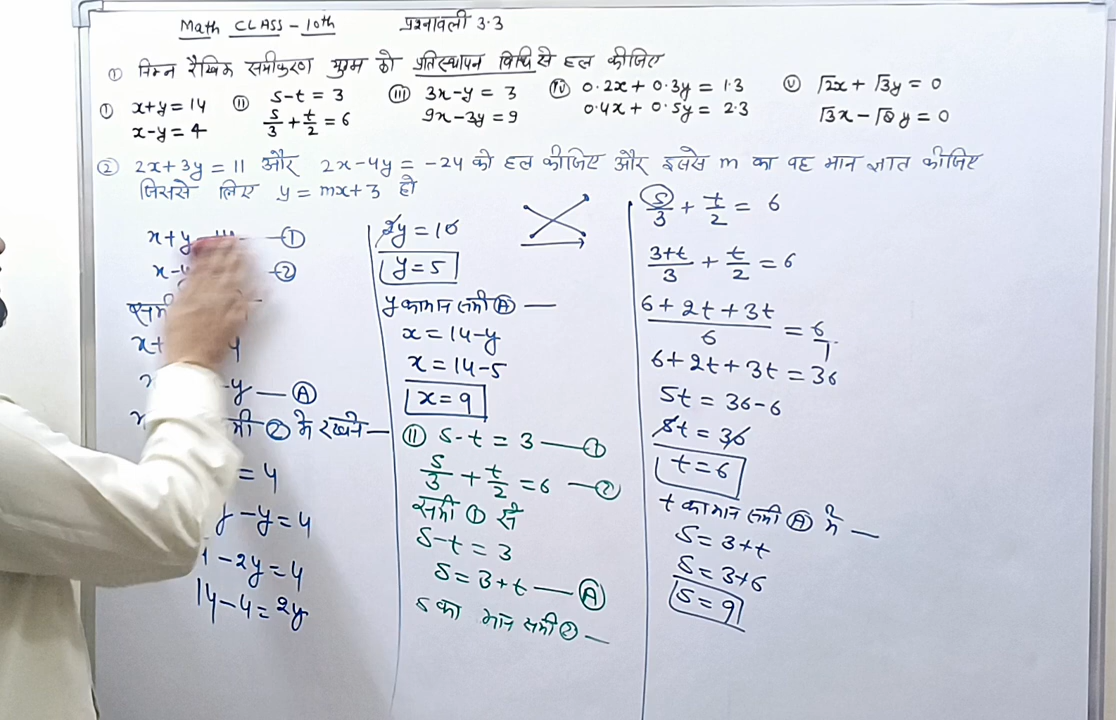 Math CLASS - 10th प्रश्नावली 3.3
① निम्न रैखिक समीकरण युग्म को प्रतिस्थापन विधि से हल कीजिए
① x+y=14 ⑪ s-t=3 ⑪⑪ 3x-y=3 ⑭ 0.2x+0.3y=1.3 Ⓥ √2x+√3y=0
x-y=4 s/3+t/2=6 9x-3y=9 0.4x+0.5y=2.3 √3x-√8y=0
② 2x+3y=11 और 2x-4y=-24 को हल कीजिए और इससे m का वह मान ज्ञात कीजिए
जिससे लिए y=mx+3 हो
x+y ①
②
x+
y — Ⓐ
② मे रखने —
=4
-y=4
-2y=4
14-4=2y
2y=10
y=5
y का मान समी Ⓐ —
x=14-y
x=14-5
x=9
⑪ s-t=3 — ①
s/3+t/2=6 — ②
समी ① से
s-t=3
s=3+t — Ⓐ
s का मान समी ② —
s/3+t/2=6
3+t/3+t/2=6
6+2t+3t/6=6/1
6+2t+3t=36
5t=36-6
5t=30
t=6
t का मान समी Ⓐ मे —
s=3+t
s=3+6
s=9